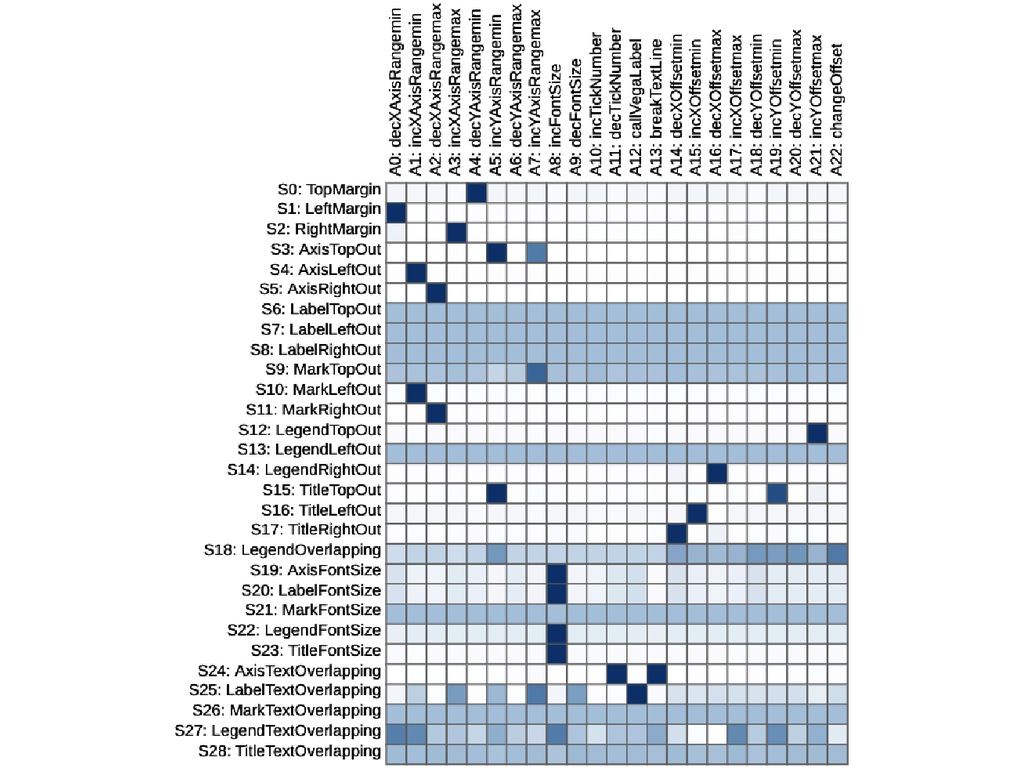 A0: decXAxisRangemin
A1: incXAxisRangemin
A2: decXAxisRangemax
A3: incXAxisRangemax
A4: decYAxisRangemin
A5: incYAxisRangemin
A6: decYAxisRangemax
A7: incYAxisRangemax
A8: incFontSize
A9: decFontSize
A10: incTickNumber
A11: decTickNumber
A12: callVegaLabel
A13: breakTextLine
A14: decXOffsetmin
A15: incXOffsetmin
A16: decXOffsetmax
A17: incXOffsetmax
A18: decYOffsetmin
A19: incYOffsetmin
A20: decYOffsetmax
A21: incYOffsetmax
A22: changeOffset
S0: TopMargin
S1: LeftMargin
S2: RightMargin
S3: AxisTopOut
S4: AxisLeftOut
S5: AxisRightOut
S6: LabelTopOut
S7: LabelLeftOut
S8: LabelRightOut
S9: MarkTopOut
S10: MarkLeftOut
S11: MarkRightOut
S12: LegendTopOut
S13: LegendLeftOut
S14: LegendRightOut
S15: TitleTopOut
S16: TitleLeftOut
S17: TitleRightOut
S18: LegendOverlapping
S19: AxisFontSize
S20: LabelFontSize
S21: MarkFontSize
S22: LegendFontSize
S23: TitleFontSize
S24: AxisTextOverlapping
S25: LabelTextOverlapping
S26: MarkTextOverlapping
S27: LegendTextOverlapping
S28: TitleTextOverlapping